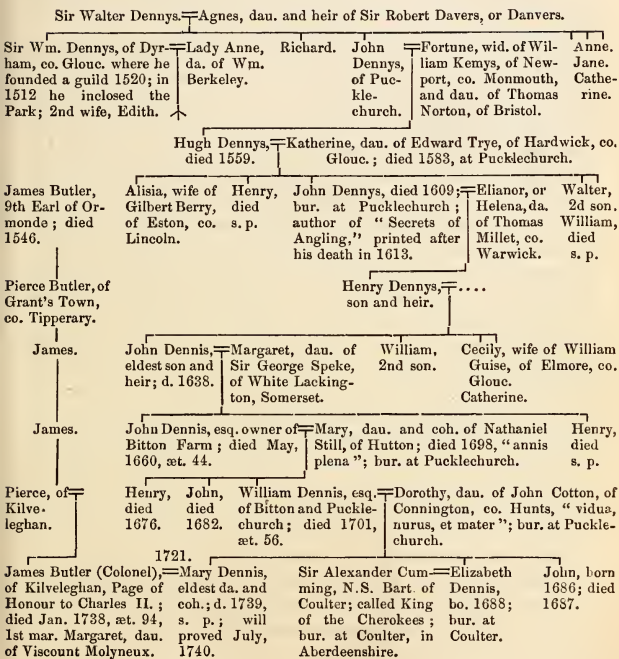 Sir Walter Dennys.=Agnes, dau. and heir of Sir Robert Davers, or Danvers.
Sir Wm. Dennys, of Dyr-
ham, co. Glouc. where he
founded a guild 1520; in
1512 he inclosed the
Park; 2nd wife, Edith.
=Lady Anne,
da. of Wm.
Berkeley.
Richard.
John
Dennys,
of Puc-
kle-
church.
=Fortune, wid. of Wil-
liam Kemys, of New-
port, co. Monmouth,
and dau. of Thomas
Norton, of Bristol.
Anne.
Jane.
Cathe-
rine.
Hugh Dennys,
died 1559.
=Katherine, dau. of Edward Trye, of Hardwick, co.
Glouc.; died 1583, at Pucklechurch.
James Butler,
9th Earl of Or-
monde; died
1546.
Alisia, wife of
Gilbert Berry,
of Eston, co.
Lincoln.
Henry,
died
s. p.
John Dennys, died 1609;
bur. at Pucklechurch;
author of "Secrets of
Angling," printed after
his death in 1613.
=Elianor, or
Helena, da.
of Thomas
Millet, co.
Warwick.
Walter,
2d son.
William,
died
s. p.
Pierce Butler, of
Grant's Town,
co. Tipperary.
Henry Dennys,=....
son and heir.
James.
John Dennis,
eldest son and
heir; d. 1638.
=Margaret, dau. of
Sir George Speke,
of White Lacking-
ton, Somerset.
William,
2nd son.
Cecily, wife of William
Guise, of Elmore, co.
Glouc.
Catherine.
James.
John Dennis, esq. owner of
Bitton Farm; died May,
1660, æt. 44.
=Mary, dau. and coh. of Nathaniel
Still, of Hutton; died 1698, "annis
plena"; bur. at Pucklechurch.
Henry,
died
s. p.
Pierce, of=
Kilve-
leghan.
Henry,
died
1676.
John,
died
1682.
William Dennis, esq.
of Bitton and Puckle-
church; died 1701,
æt. 56.
=Dorothy, dau. of John Cotton, of
Connington, co. Hunts, "vidua,
nurus, et mater"; bur. at Puckle-
church.
1721.
James Butler (Colonel),
of Kilveleghan, Page of
Honour to Charles II.;
died Jan. 1738, æt. 94,
1st mar. Margaret, dau.
of Viscount Molyneux.
=Mary Dennis,
eldest da. and
coh.; d. 1739,
s. p.; will
proved July,
1740.
Sir Alexander Cum-
ming, N.S. Bart. of
Coulter; called King
of the Cherokees;
bur. at Coulter, in
Aberdeenshire.
=Elizabeth
Dennis,
bo. 1688;
bur. at
Coulter.
John, born
1686; died
1687.